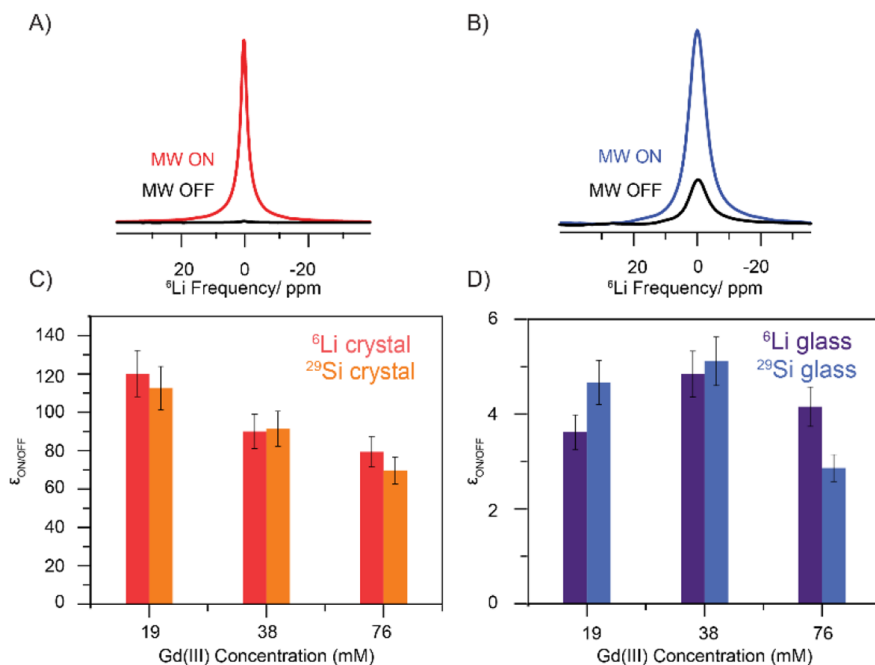 A)
MW ON
MW OFF
20 0 -20
⁶Li Frequency/ ppm
B)
MW ON
MW OFF
20 0 -20
⁶Li Frequency/ ppm
C)
⁶Li crystal
²⁹Si crystal
140
120
100
80
60
40
20
0
εON/OFF
19 38 76
Gd(III) Concentration (mM)
D)
⁶Li glass
²⁹Si glass
6
4
2
0
εON/OFF
19 38 76
Gd(III) Concentration (mM)